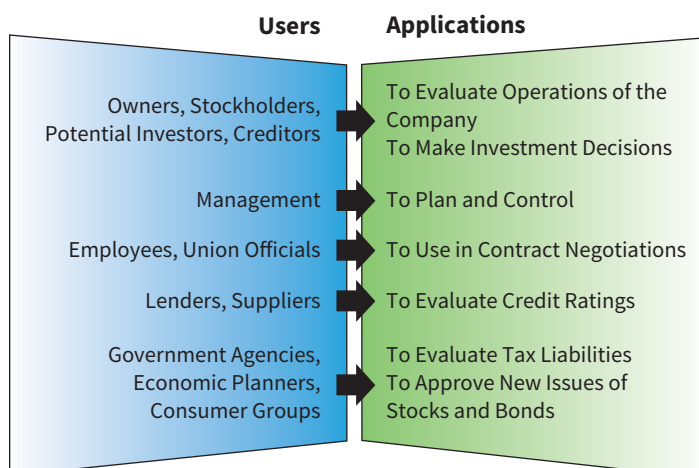 Users
Applications
Owners, Stockholders,
Potential Investors, Creditors
To Evaluate Operations of the
Company
To Make Investment Decisions
Management
To Plan and Control
Employees, Union Officials
To Use in Contract Negotiations
Lenders, Suppliers
To Evaluate Credit Ratings
Government Agencies,
Economic Planners,
Consumer Groups
To Evaluate Tax Liabilities
To Approve New Issues of
Stocks and Bonds